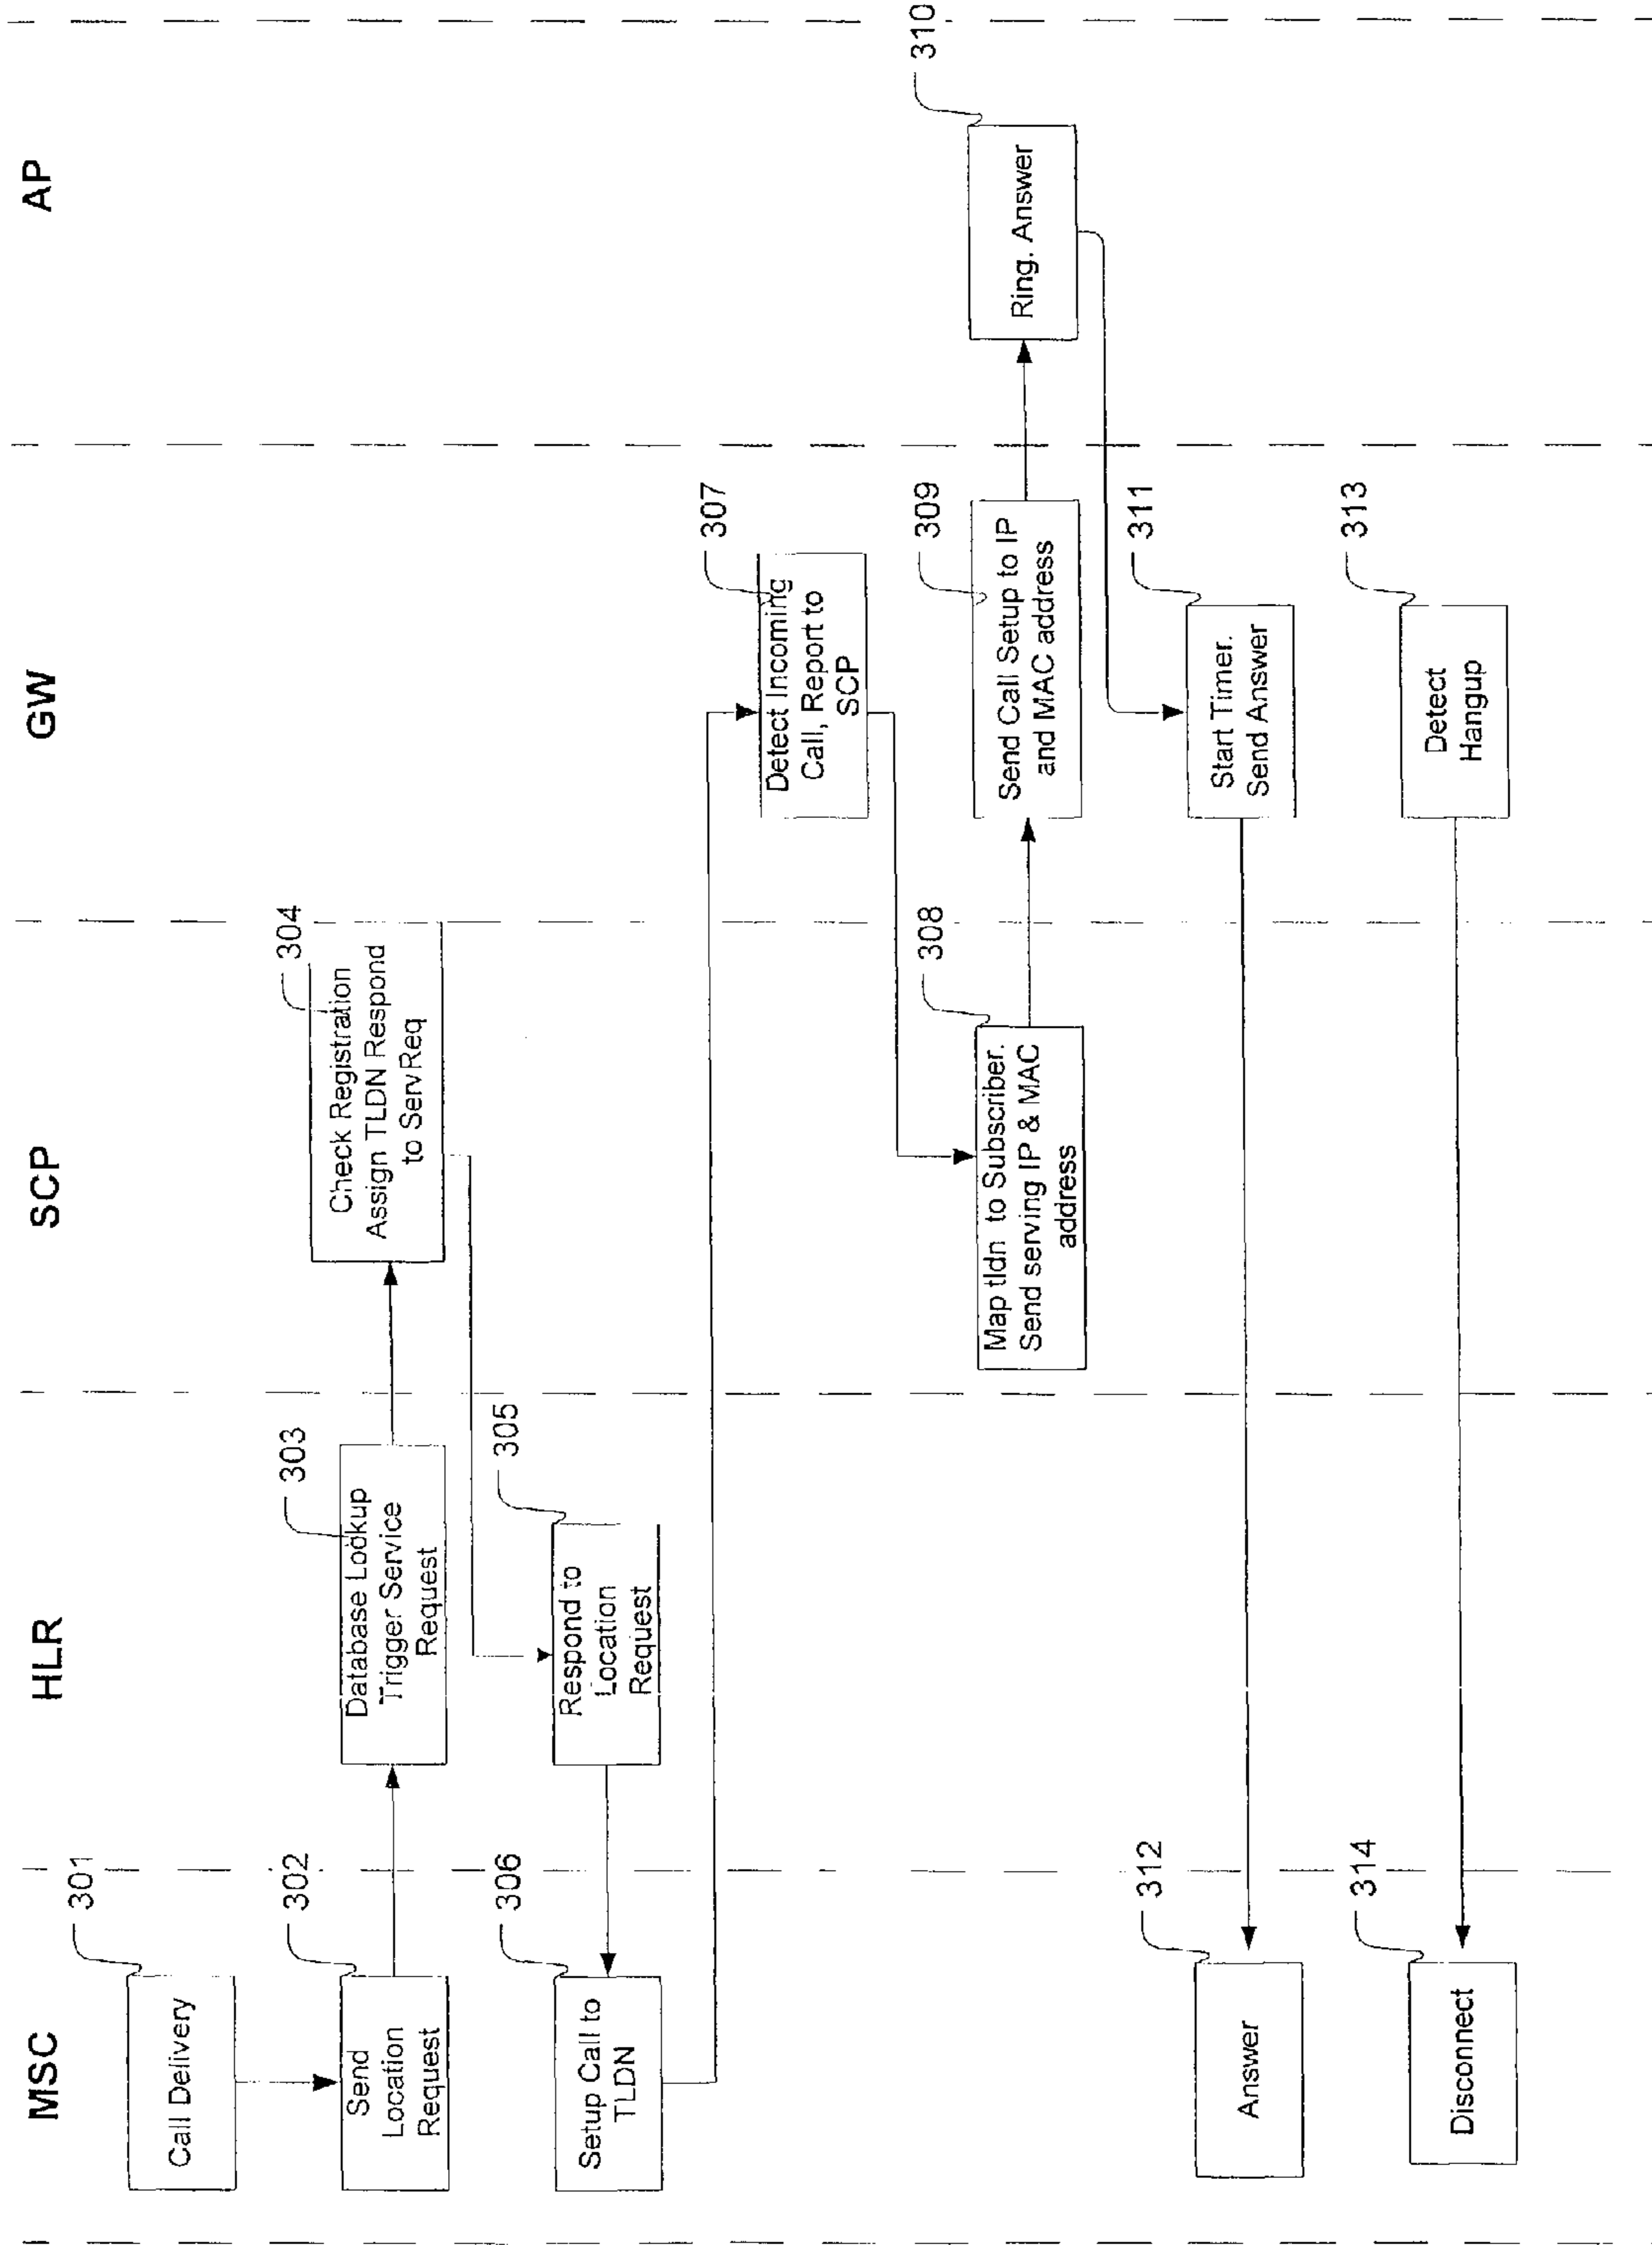 MSC
HLR
SCP
GW
AP
301
Call Delivery
302
Send
Location
Request
303
Database Lookup
Trigger Service
Request
304
Check Registration
Assign TLDN Respond
to ServReq
305
Respond to
Location
Request
306
Setup Call to
TLDN
307
Detect Incoming
Call, Report to
SCP
308
Map tldn to Subscriber.
Send serving IP & MAC
address
309
Send Call Setup to IP
and MAC address
310
Ring. Answer
311
Start Timer.
Send Answer
312
Answer
313
Detect
Hangup
314
Disconnect